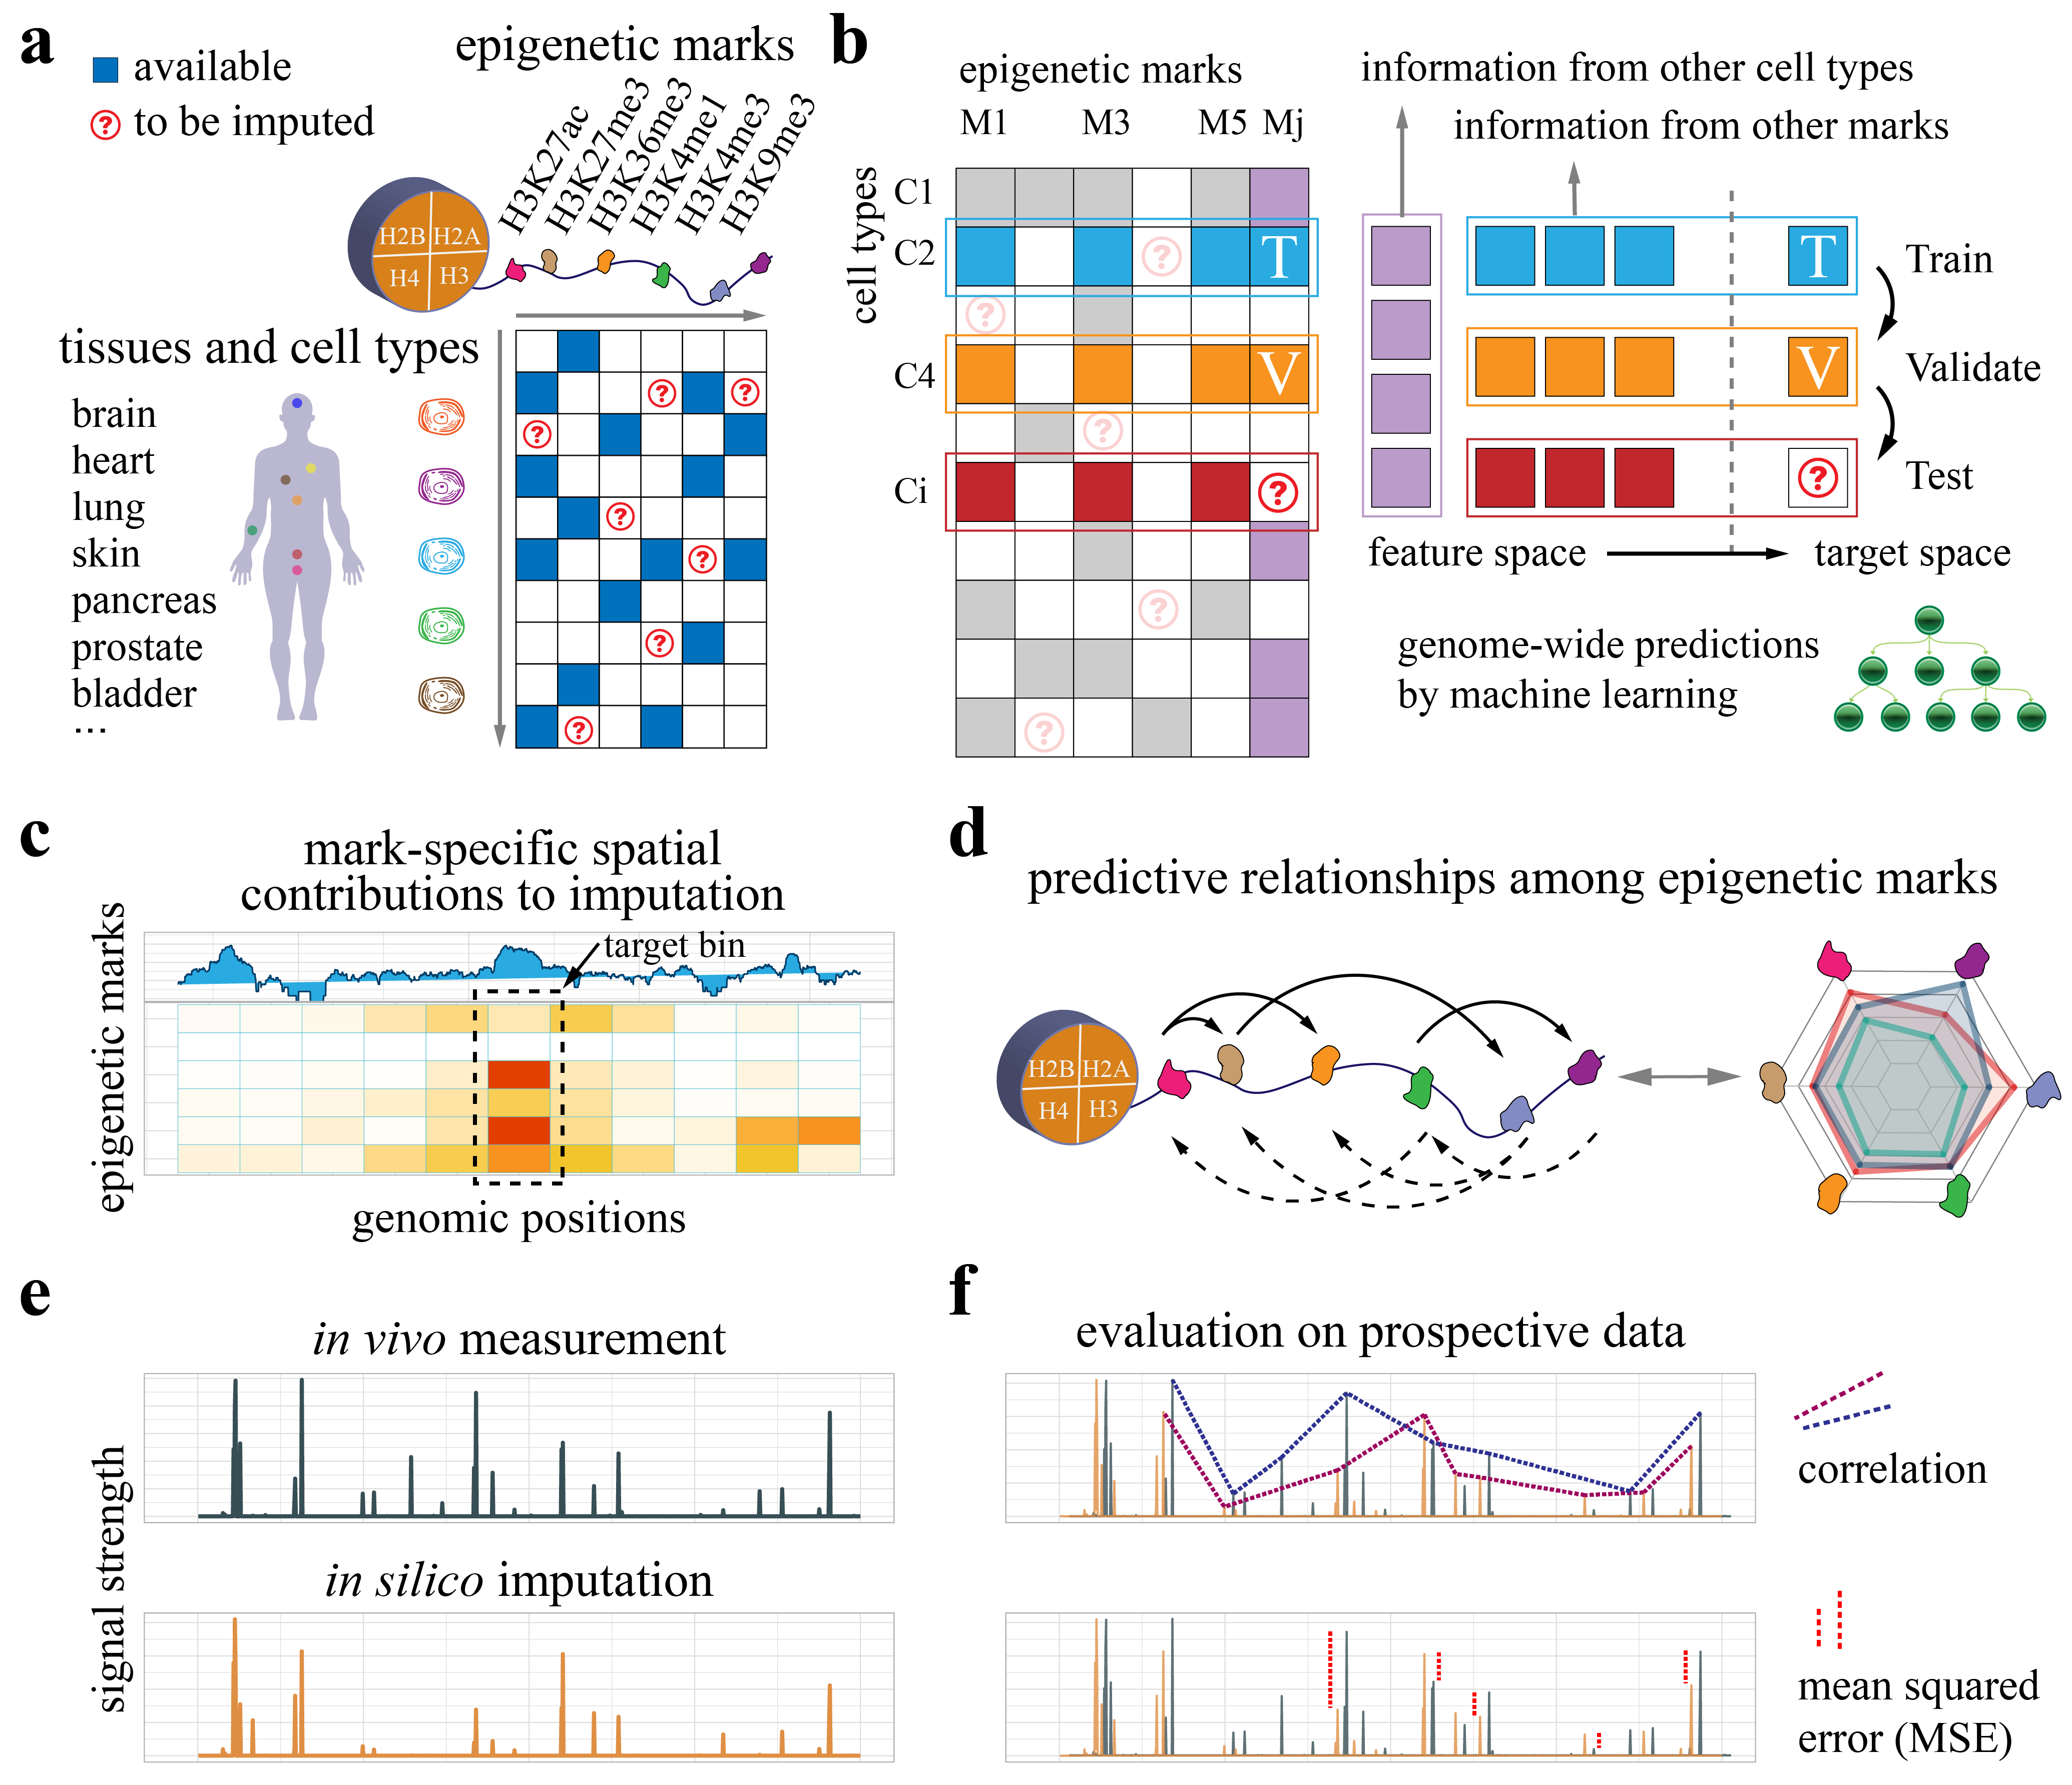 a
available
? to be imputed
epigenetic marks
H3K27ac
H3K27me3
H3K36me3
H3K4me1
H3K4me3
H3K9me3
H2B H2A
H4 H3
tissues and cell types
brain
heart
lung
skin
pancreas
prostate
bladder
...
? ?
?
?
?
?
?
b
epigenetic marks
M1 M3 M5 Mj
cell types
C1
C2 ? T
?
C4 V
?
Ci ?
?
?
information from other cell types
information from other marks
T Train
V Validate
? Test
feature space target space
genome-wide predictions
by machine learning
c
mark-specific spatial
contributions to imputation
target bin
epigenetic marks
genomic positions
d
predictive relationships among epigenetic marks
H2B H2A
H4 H3
e
in vivo measurement
in silico imputation
signal strength
f
evaluation on prospective data
correlation
mean squared
error (MSE)